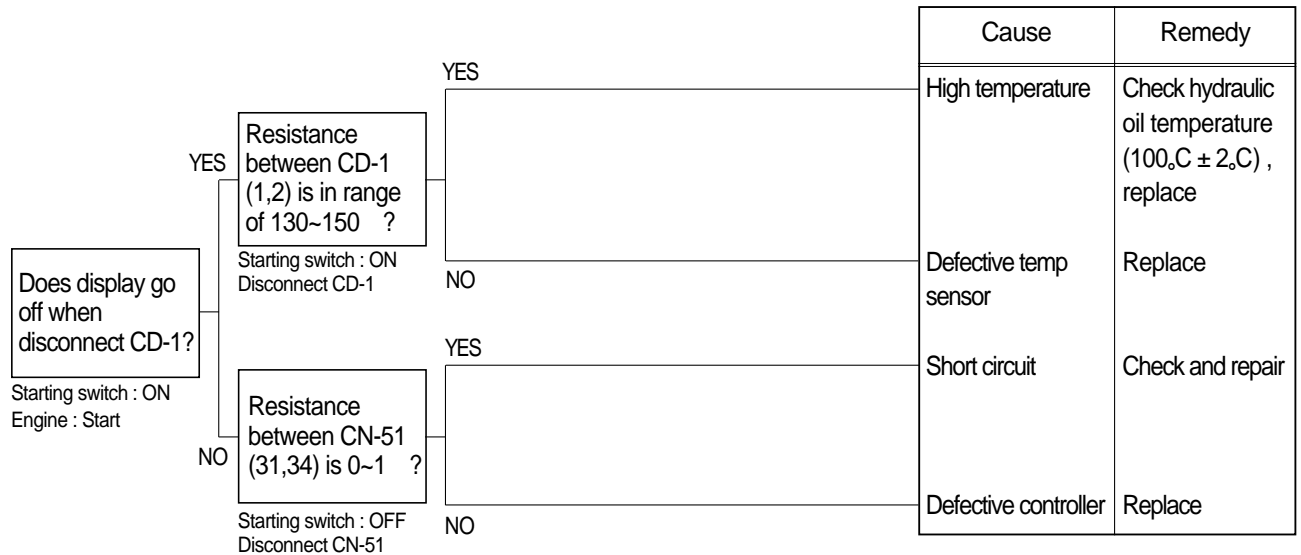 Cause
Remedy
YES
High temperature
Check hydraulic
oil temperature
(100°C ± 2°C) ,
replace
YES
Resistance
between CD-1
(1,2) is in range
of 130~150 ?
Starting switch : ON
Disconnect CD-1
NO
Defective temp
sensor
Replace
Does display go
off when
disconnect CD-1?
Starting switch : ON
Engine : Start
YES
Short circuit
Check and repair
NO
Resistance
between CN-51
(31,34) is 0~1 ?
Starting switch : OFF
Disconnect CN-51
NO
Defective controller
Replace